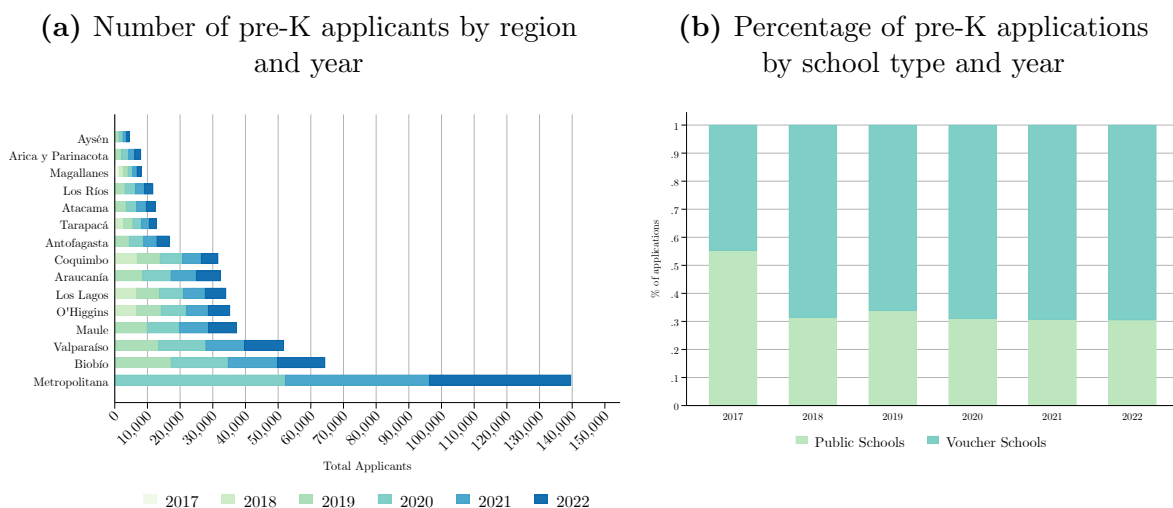 (a) Number of pre-K applicants by region
and year
Aysén
Arica y Parinacota
Magallanes
Los Ríos
Atacama
Tarapacá
Antofagasta
Coquimbo
Araucanía
Los Lagos
O'Higgins
Maule
Valparaíso
Biobío
Metropolitana
0
10,000
20,000
30,000
40,000
50,000
60,000
70,000
80,000
90,000
100,000
110,000
120,000
130,000
140,000
150,000
Total Applicants
2017 2018 2019 2020 2021 2022
(b) Percentage of pre-K applications
by school type and year
% of applications
1
.9
.8
.7
.6
.5
.4
.3
.2
.1
0
2017 2018 2019 2020 2021 2022
Public Schools Voucher Schools